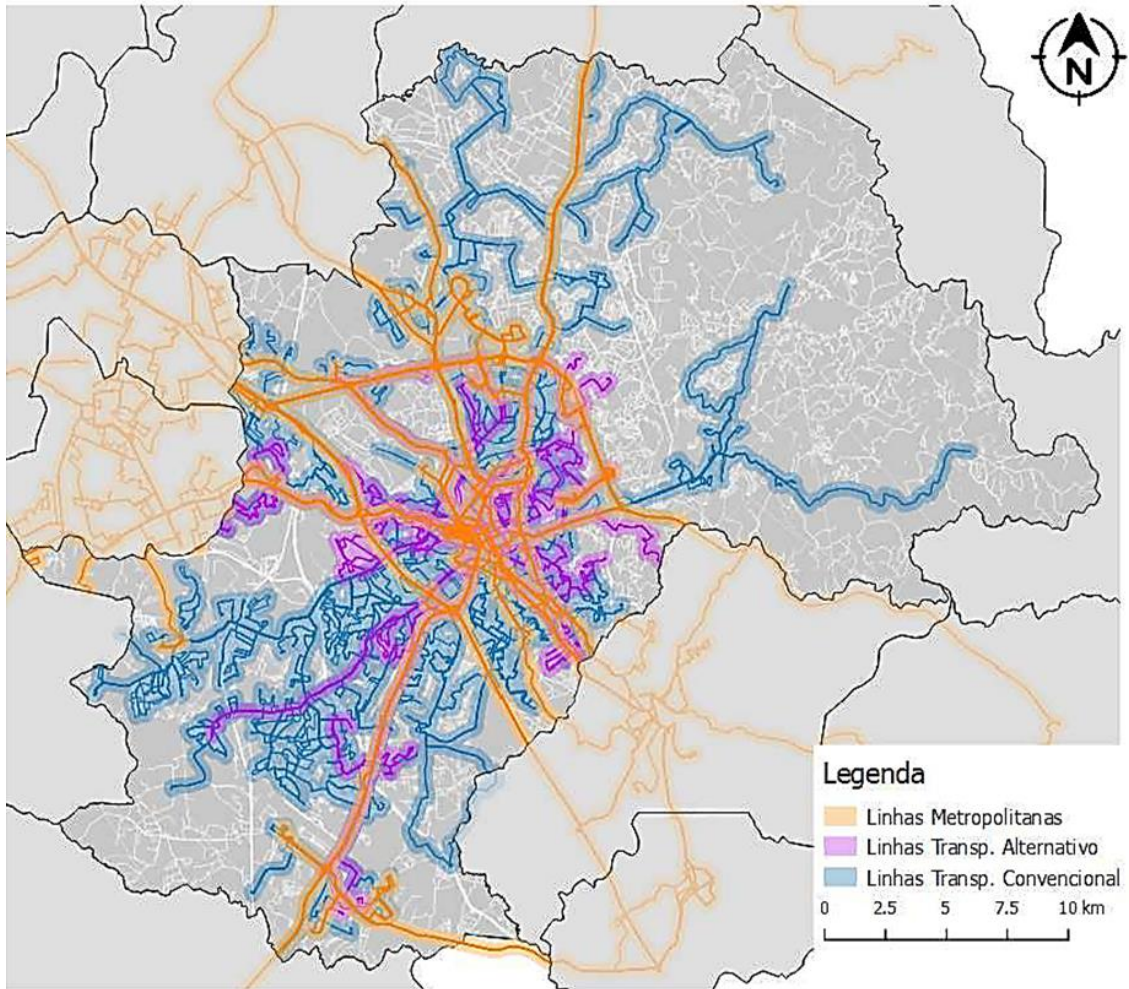 N
Legenda
Linhas Metropolitanas
Linhas Transp. Alternativo
Linhas Transp. Convencional
0 2.5 5 7.5 10 km